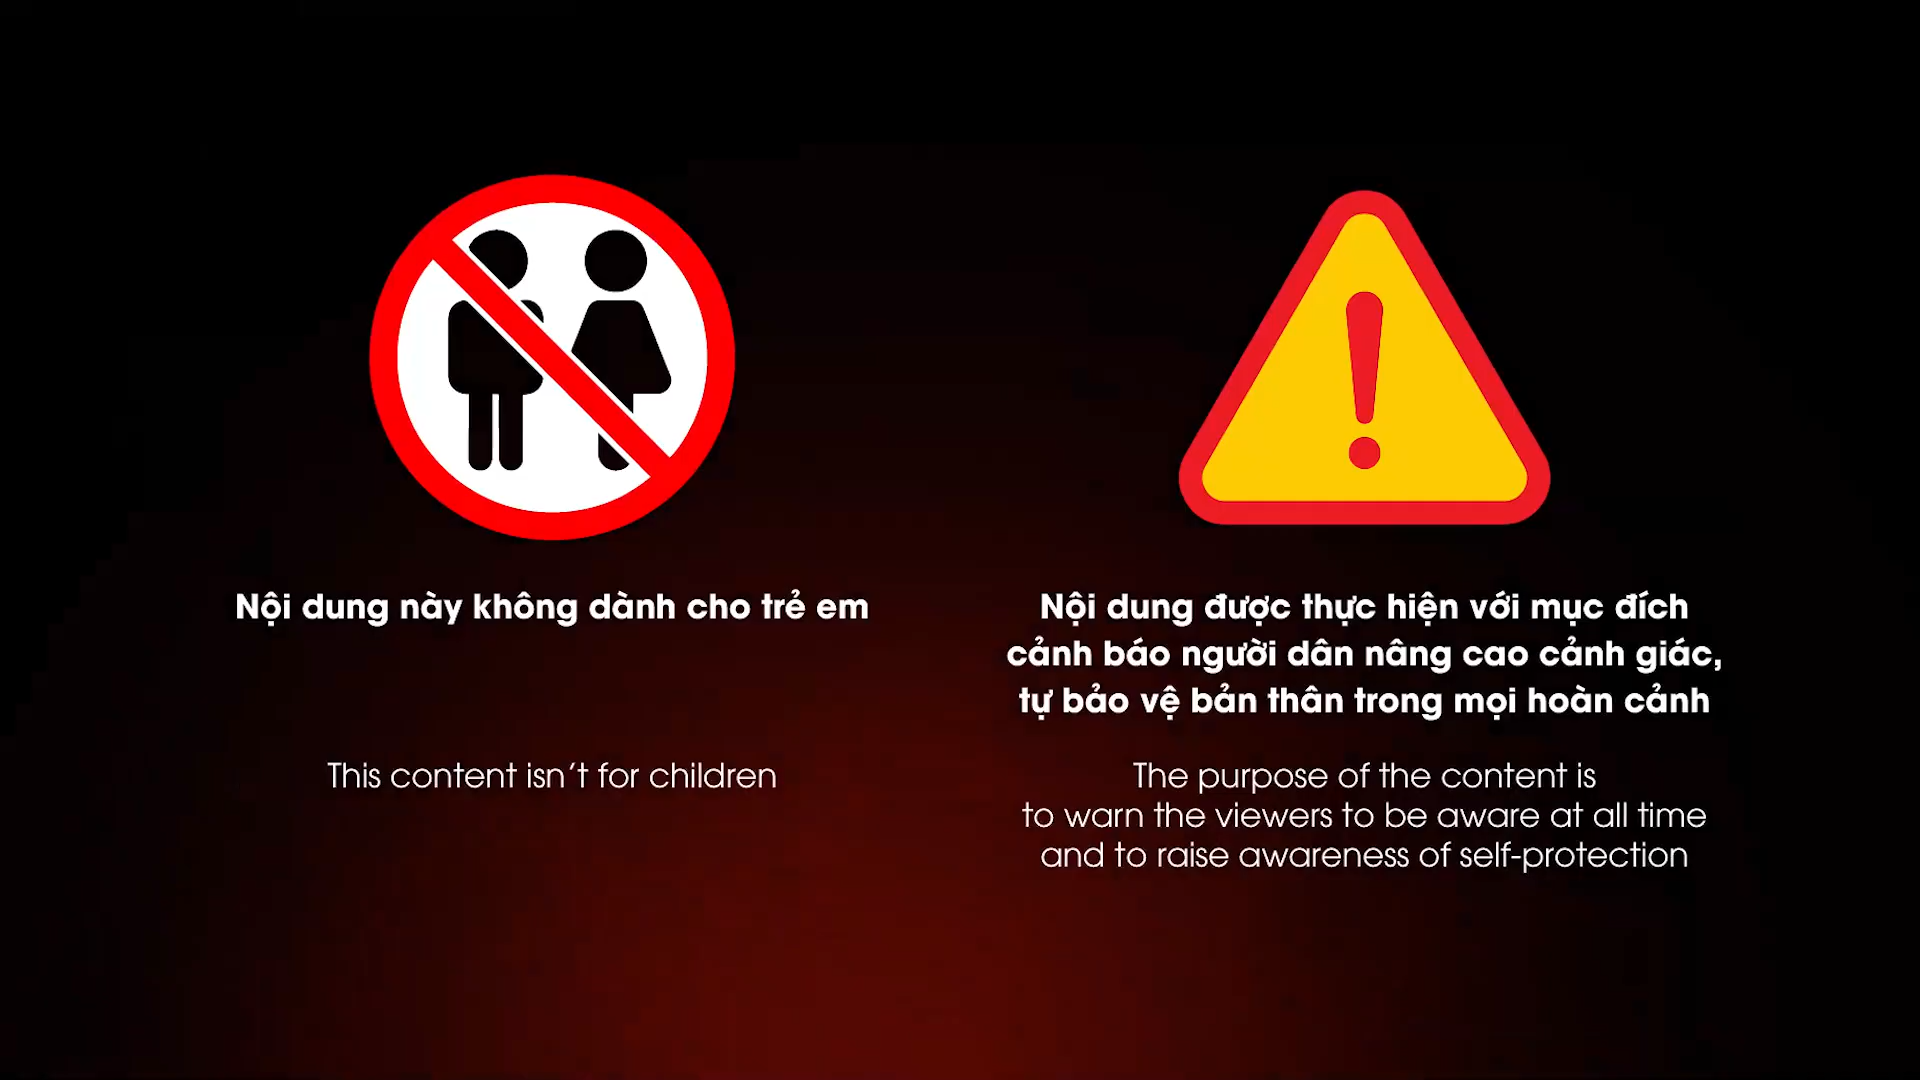 Nội dung này không dành cho trẻ em
This content isn't for children
Nội dung được thực hiện với mục đích
cảnh báo người dân nâng cao cảnh giác,
tự bảo vệ bản thân trong mọi hoàn cảnh
The purpose of the content is
to warn the viewers to be aware at all time
and to raise awareness of self-protection